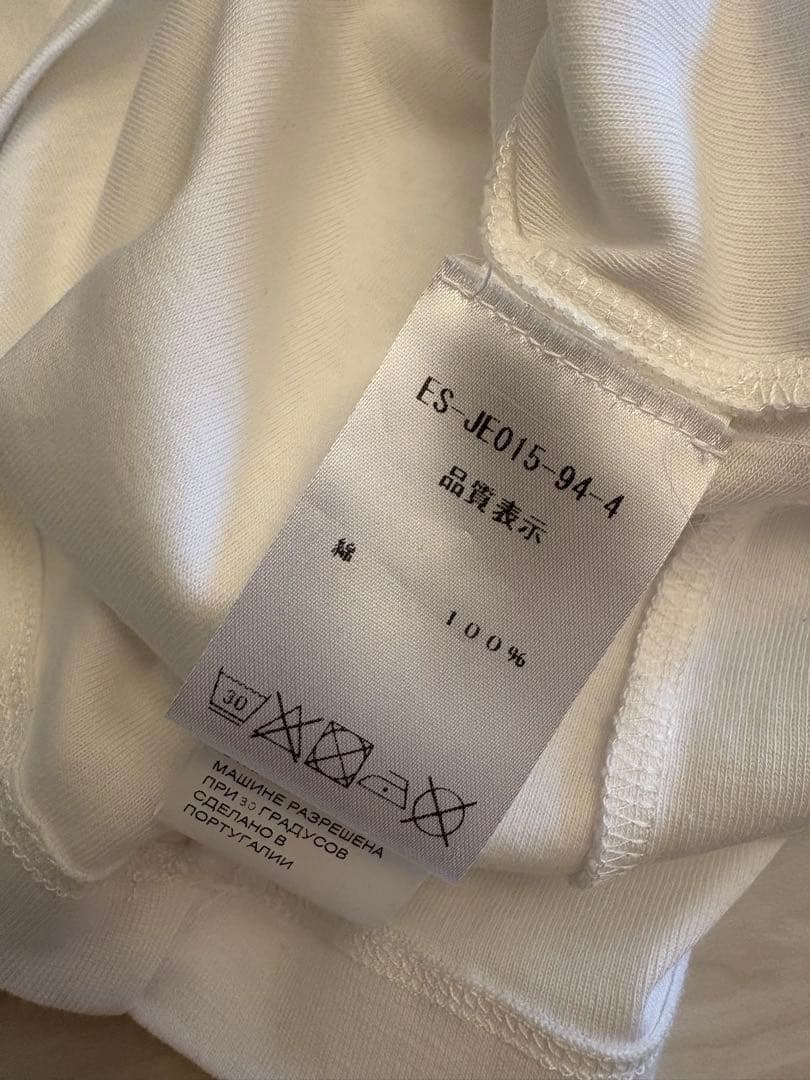 ES-JE015-94-4
品質表示
綿 100%
30
МАШИНЕ РАЗРЕШЕНА
ПРИ 30 ГРАДУСОВ
СДЕЛАНО В
ПОРТУГАЛИИ